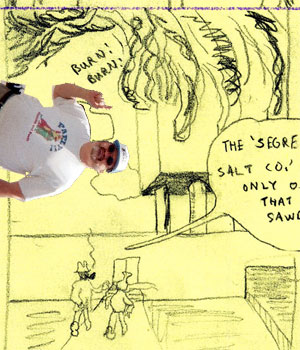 BURN!
BURN!
THE 'SEGRE
SALT CO.'
ONLY O
THAT
SAWD